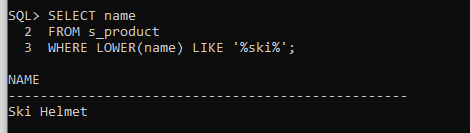 SQL> SELECT name
  2  FROM s_product
  3  WHERE LOWER(name) LIKE '%ski%';
NAME
--------------------------------------------------
Ski Helmet